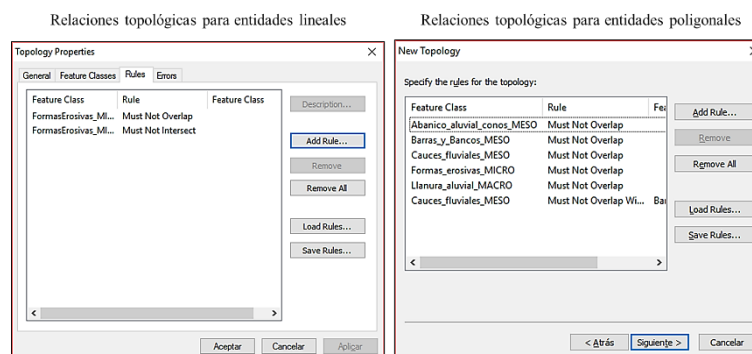 Relaciones topológicas para entidades lineales
Topology Properties
General Feature Classes Rules Errors
Feature Class Rule Feature Class
FormasErosivas_MI... Must Not Overlap
FormasErosivas_MI... Must Not Intersect
Description...
Add Rule...
Remove
Remove All
Load Rules...
Save Rules...
Aceptar Cancelar Aplicar
Relaciones topológicas para entidades poligonales
New Topology
Specify the rules for the topology:
Feature Class Rule Fea
Abanico_aluvial_conos_MESO Must Not Overlap
Barras_y_Bancos_MESO Must Not Overlap
Cauces_fluviales_MESO Must Not Overlap
Formas_erosivas_MICRO Must Not Overlap
Llanura_aluvial_MACRO Must Not Overlap
Cauces_fluviales_MESO Must Not Overlap Wi... Bar
Add Rule...
Remove
Remove All
Load Rules...
Save Rules...
< Atrás Siguiente > Cancelar